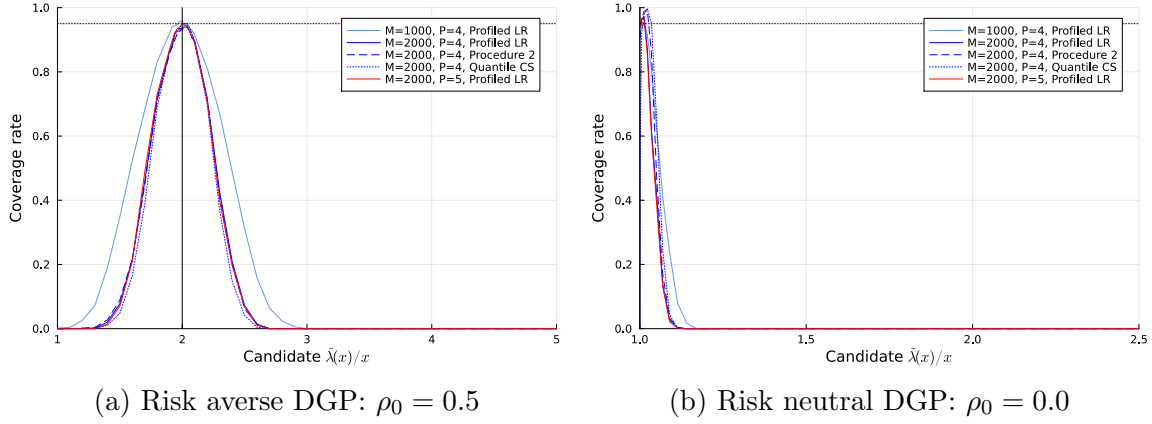 1.0
0.8
0.6
0.4
0.2
0.0
Coverage rate
M=1000, P=4, Profiled LR
M=2000, P=4, Profiled LR
M=2000, P=4, Procedure 2
M=2000, P=4, Quantile CS
M=2000, P=5, Profiled LR
1 2 3 4 5
Candidate λ̃(x)/x
(a) Risk averse DGP: ρ₀ = 0.5
1.0
0.8
0.6
0.4
0.2
0.0
Coverage rate
M=1000, P=4, Profiled LR
M=2000, P=4, Profiled LR
M=2000, P=4, Procedure 2
M=2000, P=4, Quantile CS
M=2000, P=5, Profiled LR
1.0 1.5 2.0 2.5
Candidate λ̃(x)/x
(b) Risk neutral DGP: ρ₀ = 0.0